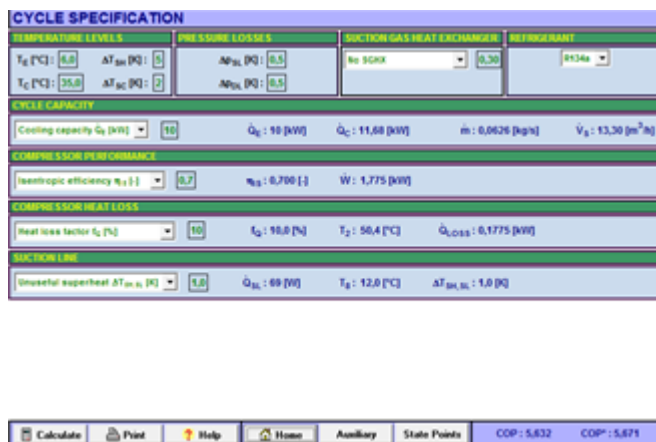 CYCLE SPECIFICATION
TEMPERATURE LEVELS PRESSURE LOSSES SUCTION GAS HEAT EXCHANGER REFRIGERANT
T_E [°C]: 6,0 ΔT_SH [K]: 5 Δp_SL [K]: 0,5 No SGHX 0,30 R134a
T_C [°C]: 35,0 ΔT_SC [K]: 2 Δp_DL [K]: 0,5
CYCLE CAPACITY
Cooling capacity Q̇_E [kW] 10 Q̇_E: 10 [kW] Q̇_C: 11,68 [kW] ṁ: 0,0626 [kg/s] V̇_S: 13,30 [m³/h]
COMPRESSOR PERFORMANCE
Isentropic efficiency η_IS [-] 0,7 η_IS: 0,700 [-] Ẇ: 1,775 [kW]
COMPRESSOR HEAT LOSS
Heat loss factor f_Q [%] 10 f_Q: 10,0 [%] T_2: 50,4 [°C] Q̇_LOSS: 0,1775 [kW]
SUCTION LINE
Unuseful superheat ΔT_SH,SL [K] 1,0 Q̇_SL: 69 [W] T_8: 12,0 [°C] ΔT_SH,SL: 1,0 [K]
Calculate Print ? Help Home Auxiliary State Points COP: 5,632 COP*: 5,671